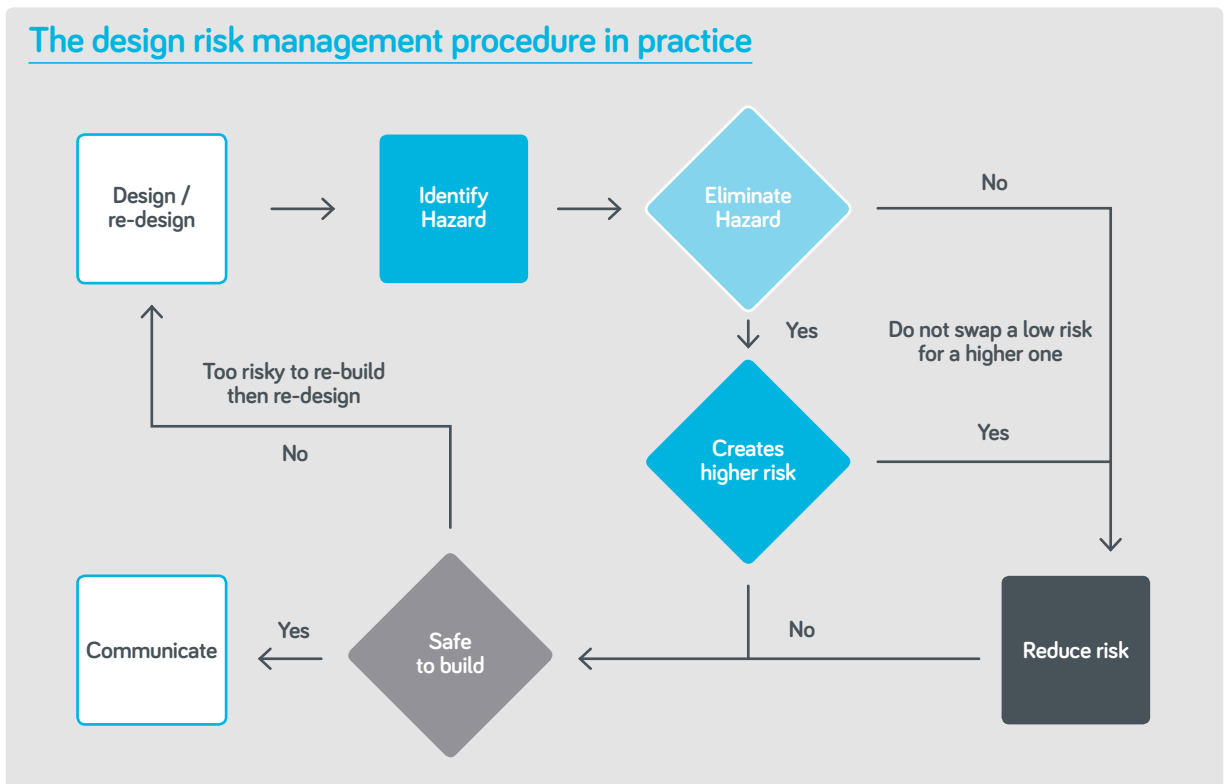 The design risk management procedure in practice
Design /
re-design
Identify
Hazard
Eliminate
Hazard
No
Yes
Do not swap a low risk
for a higher one
Too risky to re-build
then re-design
No
Creates
higher risk
Yes
No
Communicate
Yes
Safe
to build
Reduce risk